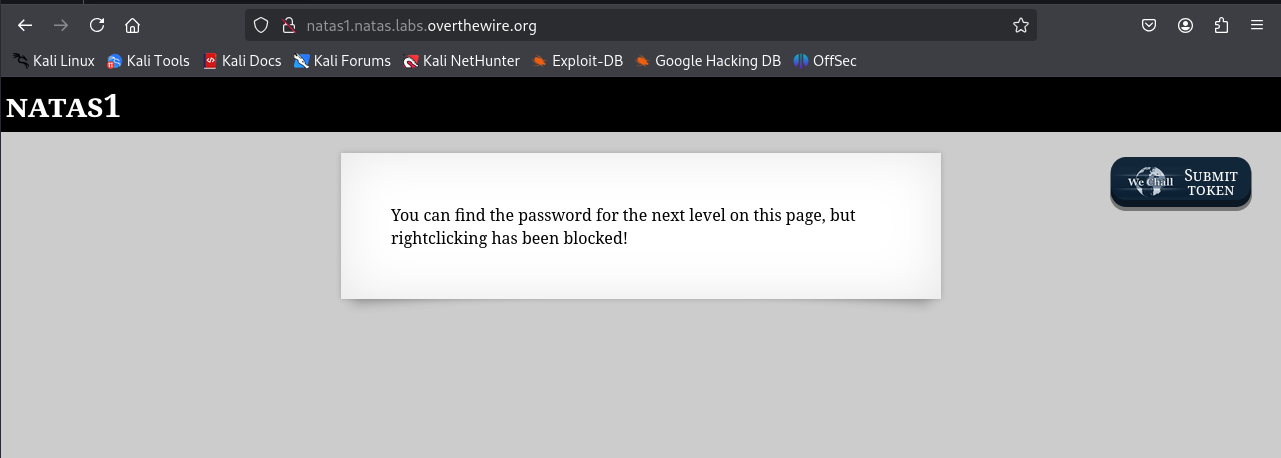 natas1.natas.labs.overthewire.org
Kali Linux Kali Tools Kali Docs Kali Forums Kali NetHunter Exploit-DB Google Hacking DB OffSec
NATAS1
You can find the password for the next level on this page, but
rightclicking has been blocked!
We Chall
SUBMIT
TOKEN